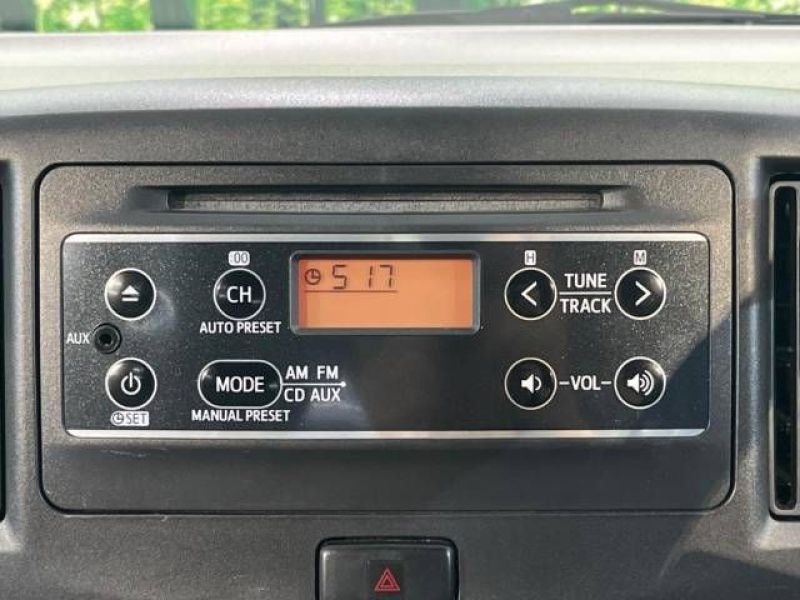 :00
H
M
5 17
CH
TUNE
TRACK
AUTO PRESET
AUX
MODE
AM FM
CD AUX
VOL
MANUAL PRESET
SET